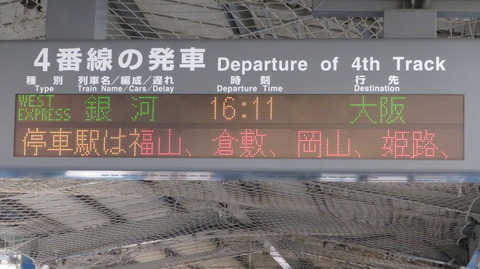 4番線の発車 Departure of 4th Track
種別 列車名/編成/遅れ 時刻 行先
Type Train Name/Cars/Delay Departure Time Destination
WEST EXPRESS 銀河 16:11 大阪
停車駅は福山、倉敷、岡山、姫路、